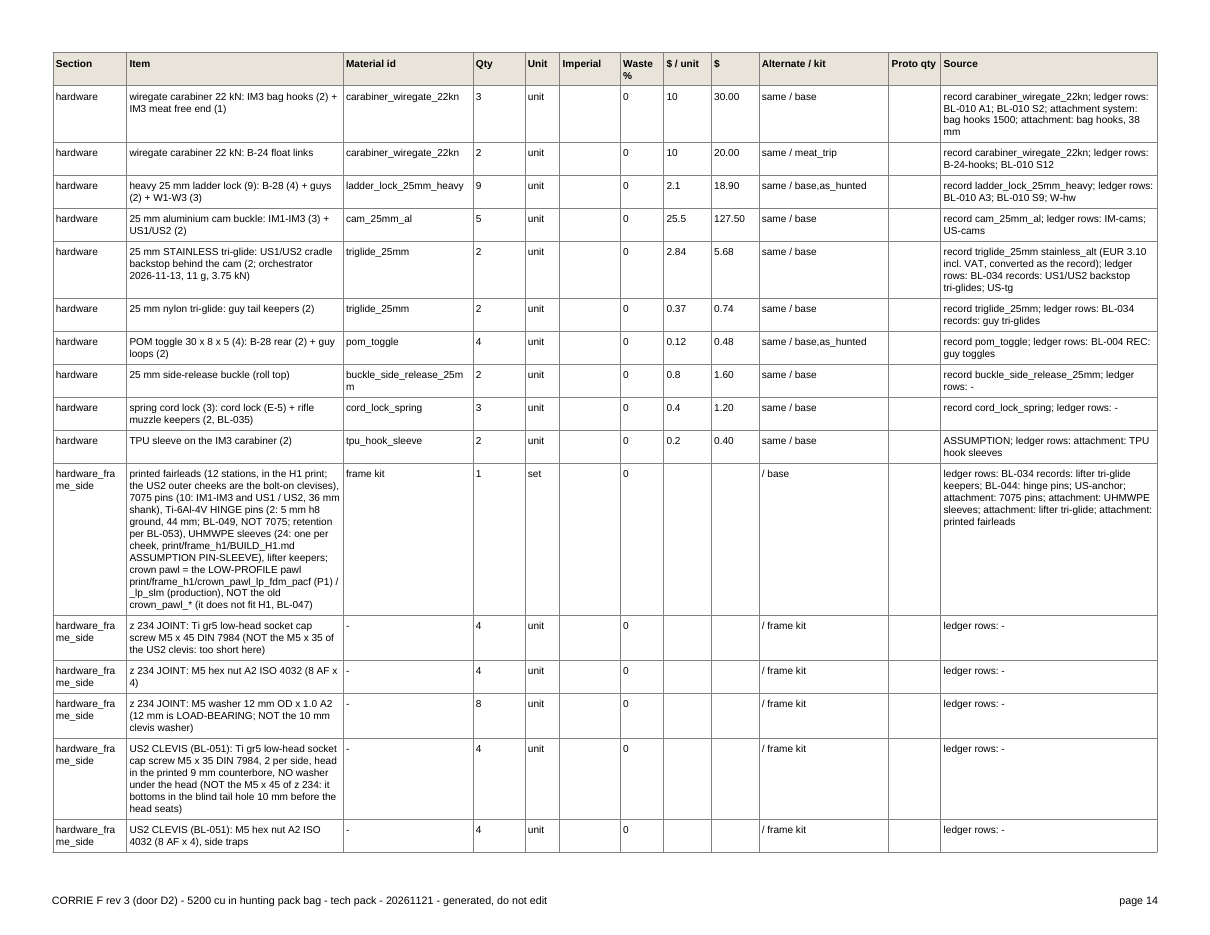 Section Item Material id Qty Unit Imperial Waste % $ / unit $ Alternate / kit Proto qty Source
hardware wiregate carabiner 22 kN: IM3 bag hooks (2) + IM3 meat free end (1) carabiner_wiregate_22kn 3 unit 0 10 30.00 same / base record carabiner_wiregate_22kn; ledger rows: BL-010 A1; BL-010 S2; attachment system: bag hooks 1500; attachment: bag hooks, 38 mm
hardware wiregate carabiner 22 kN: B-24 float links carabiner_wiregate_22kn 2 unit 0 10 20.00 same / meat_trip record carabiner_wiregate_22kn; ledger rows: B-24-hooks; BL-010 S12
hardware heavy 25 mm ladder lock (9): B-28 (4) + guys (2) + W1-W3 (3) ladder_lock_25mm_heavy 9 unit 0 2.1 18.90 same / base,as_hunted record ladder_lock_25mm_heavy; ledger rows: BL-010 A3; BL-010 S9; W-hw
hardware 25 mm aluminium cam buckle: IM1-IM3 (3) + US1/US2 (2) cam_25mm_al 5 unit 0 25.5 127.50 same / base record cam_25mm_al; ledger rows: IM-cams; US-cams
hardware 25 mm STAINLESS tri-glide: US1/US2 cradle backstop behind the cam (2; orchestrator 2026-11-13, 11 g, 3.75 kN) triglide_25mm 2 unit 0 2.84 5.68 same / base record triglide_25mm stainless_alt (EUR 3.10 incl. VAT, converted as the record); ledger rows: BL-034 records: US1/US2 backstop tri-glides; US-tg
hardware 25 mm nylon tri-glide: guy tail keepers (2) triglide_25mm 2 unit 0 0.37 0.74 same / base record triglide_25mm; ledger rows: BL-034 records: guy tri-glides
hardware POM toggle 30 x 8 x 5 (4): B-28 rear (2) + guy loops (2) pom_toggle 4 unit 0 0.12 0.48 same / base,as_hunted record pom_toggle; ledger rows: BL-004 REC: guy toggles
hardware 25 mm side-release buckle (roll top) buckle_side_release_25mm 2 unit 0 0.8 1.60 same / base record buckle_side_release_25mm; ledger rows: -
hardware spring cord lock (3): cord lock (E-5) + rifle muzzle keepers (2, BL-035) cord_lock_spring 3 unit 0 0.4 1.20 same / base record cord_lock_spring; ledger rows: -
hardware TPU sleeve on the IM3 carabiner (2) tpu_hook_sleeve 2 unit 0 0.2 0.40 same / base ASSUMPTION; ledger rows: attachment: TPU hook sleeves
hardware_frame_side printed fairleads (12 stations, in the H1 print; the US2 outer cheeks are the bolt-on clevises), 7075 pins (10: IM1-IM3 and US1 / US2, 36 mm shank), Ti-6Al-4V HINGE pins (2: 5 mm h8 ground, 44 mm; BL-049, NOT 7075; retention per BL-053), UHMWPE sleeves (24: one per cheek, print/frame_h1/BUILD_H1.md ASSUMPTION PIN-SLEEVE), lifter keepers; crown pawl = the LOW-PROFILE pawl print/frame_h1/crown_pawl_lp_fdm_pacf (P1) / _lp_slm (production), NOT the old crown_pawl_* (it does not fit H1, BL-047) frame kit 1 set 0 / base ledger rows: BL-034 records: lifter tri-glide keepers; BL-044: hinge pins; US-anchor; attachment: 7075 pins; attachment: UHMWPE sleeves; attachment: lifter tri-glide; attachment: printed fairleads
hardware_frame_side z 234 JOINT: Ti gr5 low-head socket cap screw M5 x 45 DIN 7984 (NOT the M5 x 35 of the US2 clevis: too short here) - 4 unit 0 / frame kit ledger rows: -
hardware_frame_side z 234 JOINT: M5 hex nut A2 ISO 4032 (8 AF x 4) - 4 unit 0 / frame kit ledger rows: -
hardware_frame_side z 234 JOINT: M5 washer 12 mm OD x 1.0 A2 (12 mm is LOAD-BEARING; NOT the 10 mm clevis washer) - 8 unit 0 / frame kit ledger rows: -
hardware_frame_side US2 CLEVIS (BL-051): Ti gr5 low-head socket cap screw M5 x 35 DIN 7984, 2 per side, head in the printed 9 mm counterbore, NO washer under the head (NOT the M5 x 45 of z 234: it bottoms in the blind tail hole 10 mm before the head seats) - 4 unit 0 / frame kit ledger rows: -
hardware_frame_side US2 CLEVIS (BL-051): M5 hex nut A2 ISO 4032 (8 AF x 4), side traps - 4 unit 0 / frame kit ledger rows: -
CORRIE F rev 3 (door D2) - 5200 cu in hunting pack bag - tech pack - 20261121 - generated, do not edit page 14